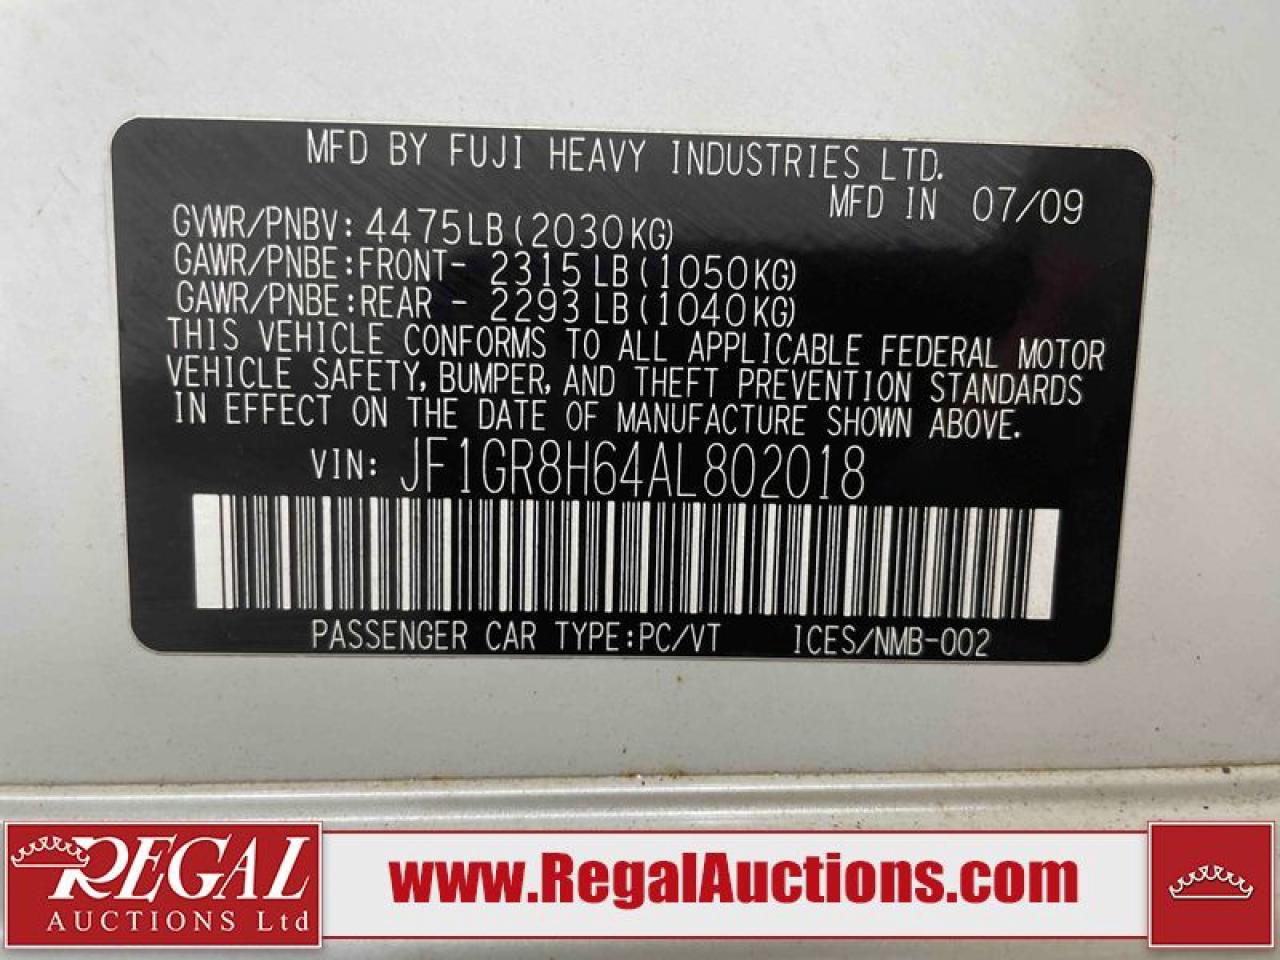 MFD BY FUJI HEAVY INDUSTRIES LTD.
MFD IN 07/09
GVWR/PNBV: 4475LB (2030KG)
GAWR/PNBE:FRONT- 2315LB (1050KG)
GAWR/PNBE:REAR - 2293LB (1040KG)
THIS VEHICLE CONFORMS TO ALL APPLICABLE FEDERAL MOTOR
VEHICLE SAFETY, BUMPER, AND THEFT PREVENTION STANDARDS
IN EFFECT ON THE DATE OF MANUFACTURE SHOWN ABOVE.
VIN: JF1GR8H64AL802018
PASSENGER CAR TYPE:PC/VT ICES/NMB-002
REGAL
AUCTIONS Ltd
www.RegalAuctions.com